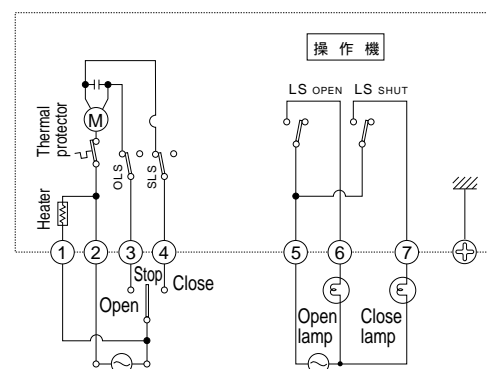 操作機
LS OPEN
LS SHUT
M
Thermal
protector
OLS
SLS
Heater
1
2
3
4
5
6
7
Stop
Close
Open
Open
lamp
Close
lamp